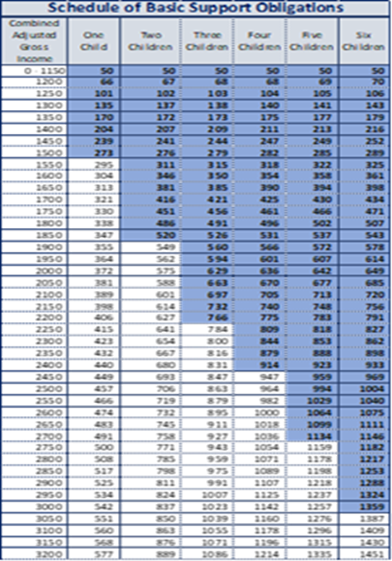 Schedule of Basic Support Obligations
Combined Adjusted Gross Income One Child Two Children Three Children Four Children Five Children Six Children
0 - 1150 50 50 50 50 50 50
1200 66 67 68 68 69 70
1250 101 102 103 104 105 106
1300 135 137 138 140 141 143
1350 170 172 173 175 177 179
1400 204 207 209 211 213 216
1450 239 241 244 247 249 252
1500 273 276 279 282 285 289
1550 295 311 315 318 322 325
1600 304 346 350 354 358 361
1650 313 381 385 390 394 398
1700 321 416 421 425 430 434
1750 330 451 456 461 466 471
1800 338 486 491 496 502 507
1850 347 520 526 531 537 543
1900 355 549 560 566 572 578
1950 364 562 594 601 607 614
2000 372 575 629 636 642 649
2050 381 588 663 670 677 685
2100 389 601 697 705 713 720
2150 398 614 732 740 748 756
2200 406 627 766 775 783 791
2250 415 641 784 809 818 827
2300 423 654 800 844 853 862
2350 432 667 816 879 888 898
2400 440 680 831 914 923 933
2450 449 693 847 947 959 969
2500 457 706 863 964 994 1004
2550 466 719 879 982 1029 1040
2600 474 732 895 1000 1064 1075
2650 483 745 911 1018 1099 1111
2700 491 758 927 1036 1134 1146
2750 500 771 943 1054 1159 1182
2800 508 785 959 1071 1178 1217
2850 517 798 975 1089 1198 1253
2900 525 811 991 1107 1218 1288
2950 534 824 1007 1125 1237 1324
3000 542 837 1023 1142 1257 1359
3050 551 850 1039 1160 1276 1387
3100 560 863 1055 1178 1296 1409
3150 568 876 1071 1196 1315 1430
3200 577 889 1086 1214 1335 1451